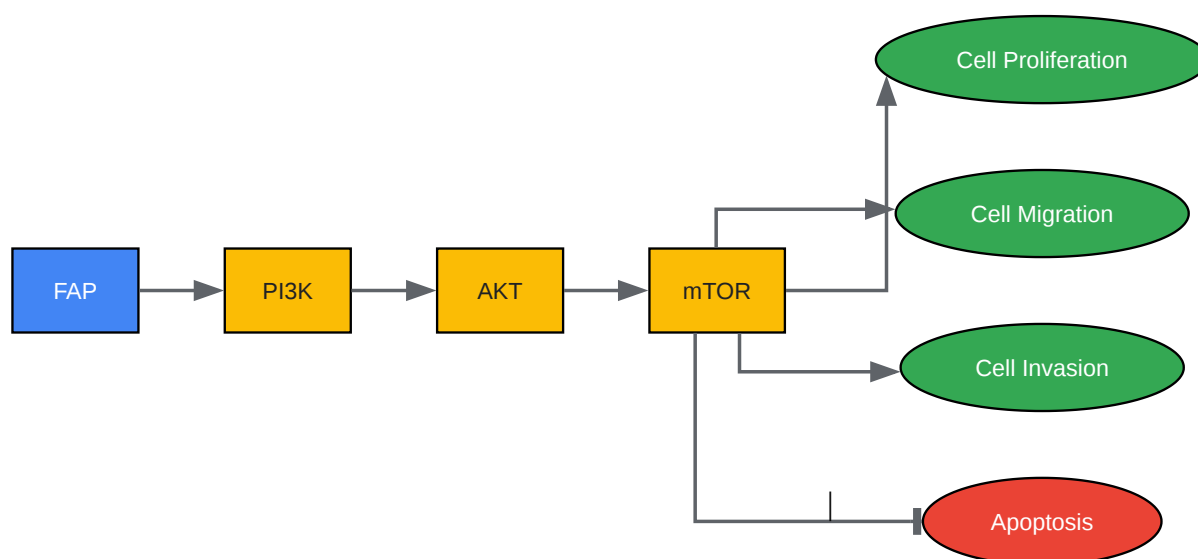 Cell Proliferation
Cell Migration
FAP
PI3K
AKT
mTOR
Cell Invasion
Apoptosis